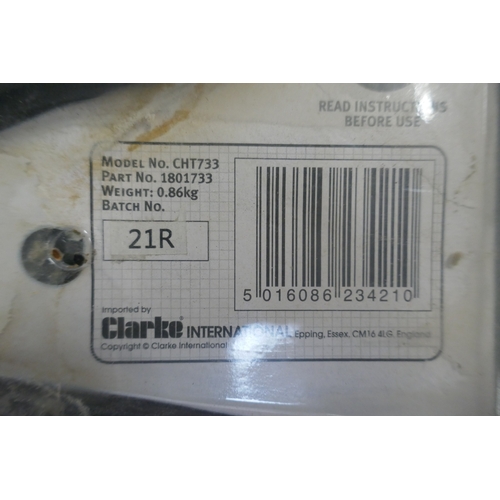 READ INSTRUCTIONS
BEFORE USE
MODEL NO. CHT733
PART NO. 1801733
WEIGHT: 0.86kg
BATCH NO.
21R
5 016086 234210
Imported by
Clarke INTERNATIONAL Epping, Essex, CM16 4LG, England
Copyright © Clarke International